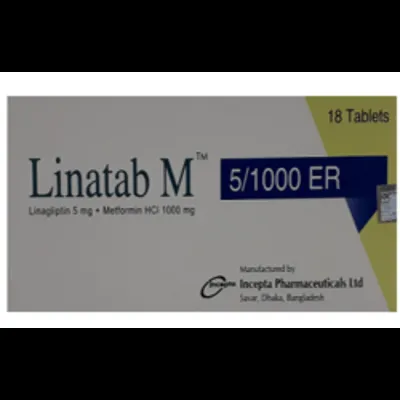 18 Tablets
Linatab M™
5/1000 ER
Linagliptin 5 mg + Metformin HCl 1000 mg
Manufactured by
Incepta
Incepta Pharmaceuticals Ltd
Savar, Dhaka, Bangladesh